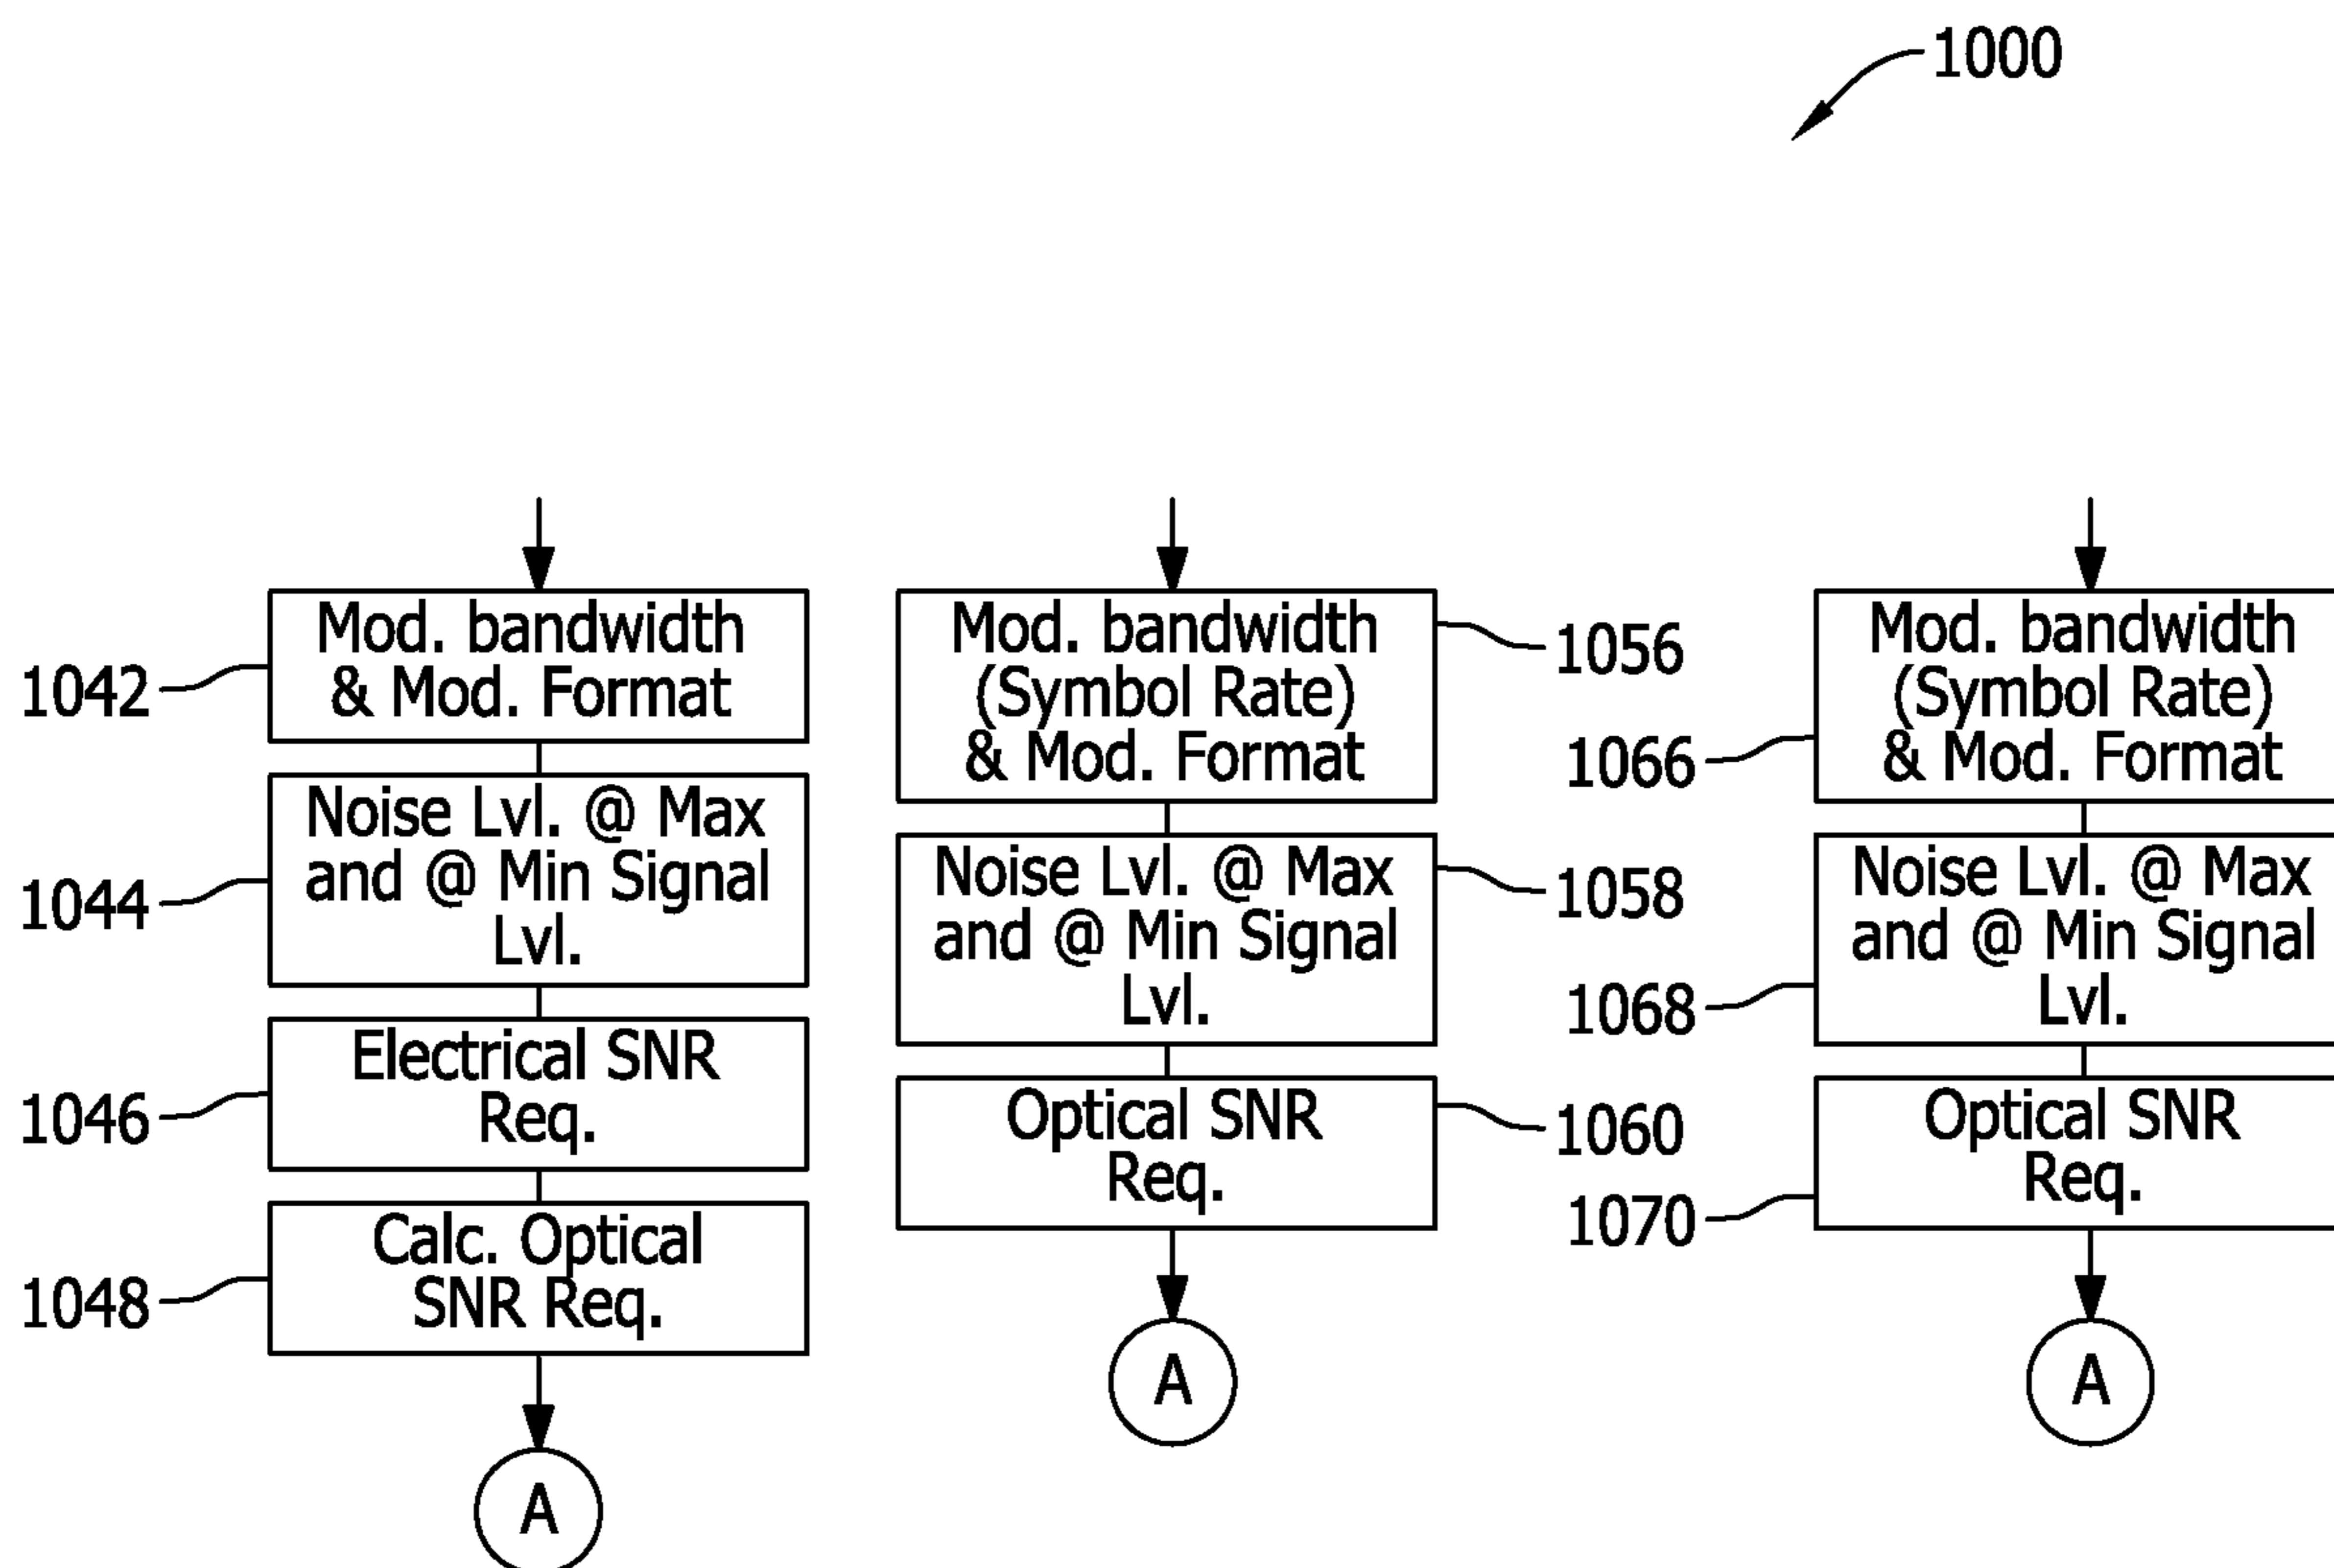 1000
1042
Mod. bandwidth
& Mod. Format
1044
Noise Lvl. @ Max
and @ Min Signal
Lvl.
1046
Electrical SNR
Req.
1048
Calc. Optical
SNR Req.
A
Mod. bandwidth
(Symbol Rate)
& Mod. Format
1056
Noise Lvl. @ Max
and @ Min Signal
Lvl.
1058
Optical SNR
Req.
1060
A
1066
Mod. bandwidth
(Symbol Rate)
& Mod. Format
1068
Noise Lvl. @ Max
and @ Min Signal
Lvl.
1070
Optical SNR
Req.
A